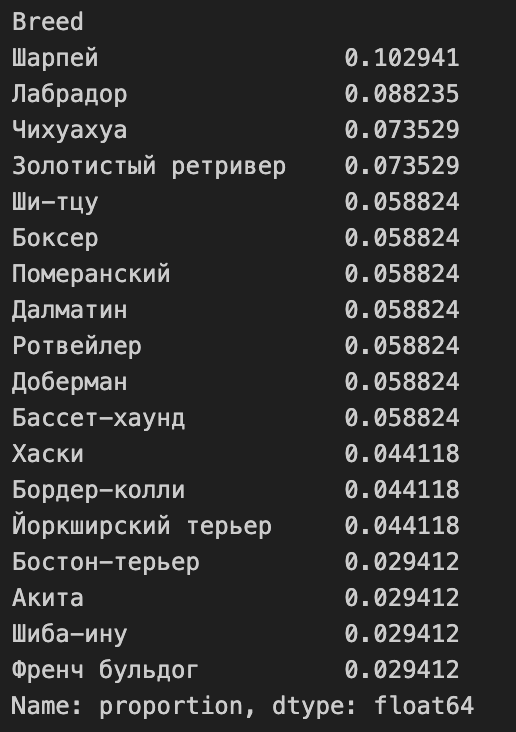 Breed
Шарпей 0.102941
Лабрадор 0.088235
Чихуахуа 0.073529
Золотистый ретривер 0.073529
Ши-тцу 0.058824
Боксер 0.058824
Померанский 0.058824
Далматин 0.058824
Ротвейлер 0.058824
Доберман 0.058824
Бассет-хаунд 0.058824
Хаски 0.044118
Бордер-колли 0.044118
Йоркширский терьер 0.044118
Бостон-терьер 0.029412
Акита 0.029412
Шиба-ину 0.029412
Френч бульдог 0.029412
Name: proportion, dtype: float64